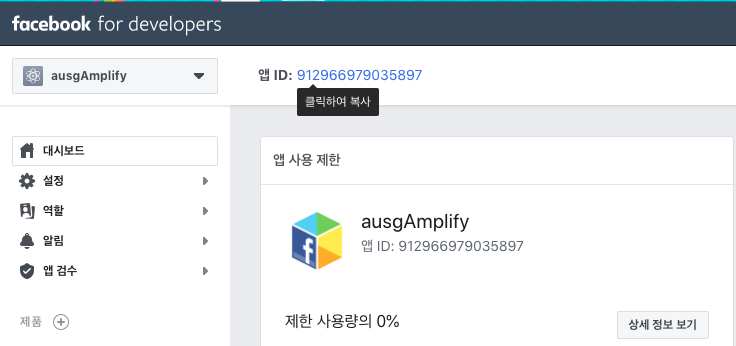 facebook for developers
ausgAmplify
앱 ID: 912966979035897
클릭하여 복사
대시보드
설정
역할
알림
앱 검수
제품
앱 사용 제한
ausgAmplify
앱 ID: 912966979035897
제한 사용량의 0%
상세 정보 보기